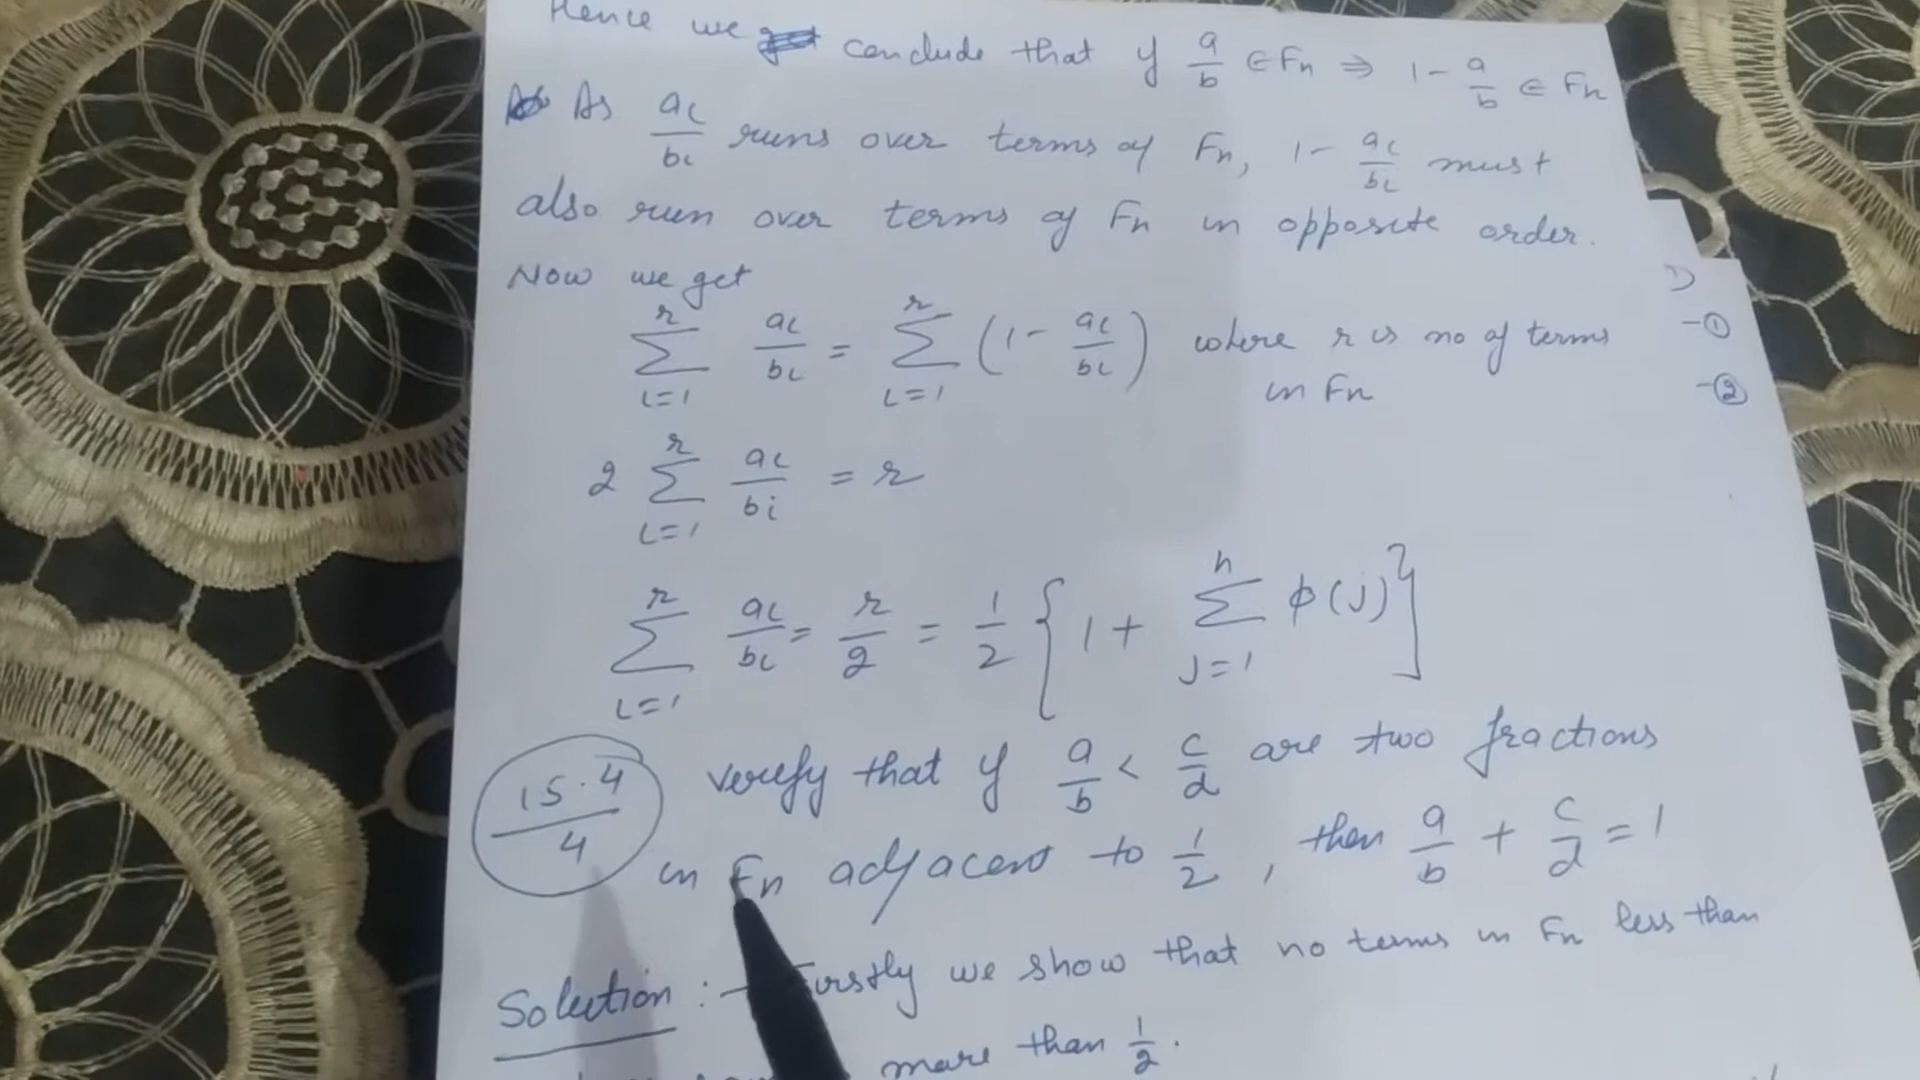 Hence we conclude that if a/b ∈ Fn ⇒ 1 - a/b ∈ Fn
As ai/bi runs over terms of Fn, 1 - ai/bi must
also run over terms of Fn in opposite order.
Now we get
∑_{i=1}^{r} ai/bi = ∑_{i=1}^{r} (1 - ai/bi) where r is no of terms
in Fn
-①
-②
2 ∑_{i=1}^{r} ai/bi = r
∑_{i=1}^{r} ai/bi = r/2 = 1/2 {1 + ∑_{j=1}^{n} φ(j)}
15.4/4 verify that if a/b < c/d are two fractions
in Fn adjacent to 1/2, then a/b + c/d = 1
Solution :- Firstly we show that no terms in Fn less than
more than 1/2.